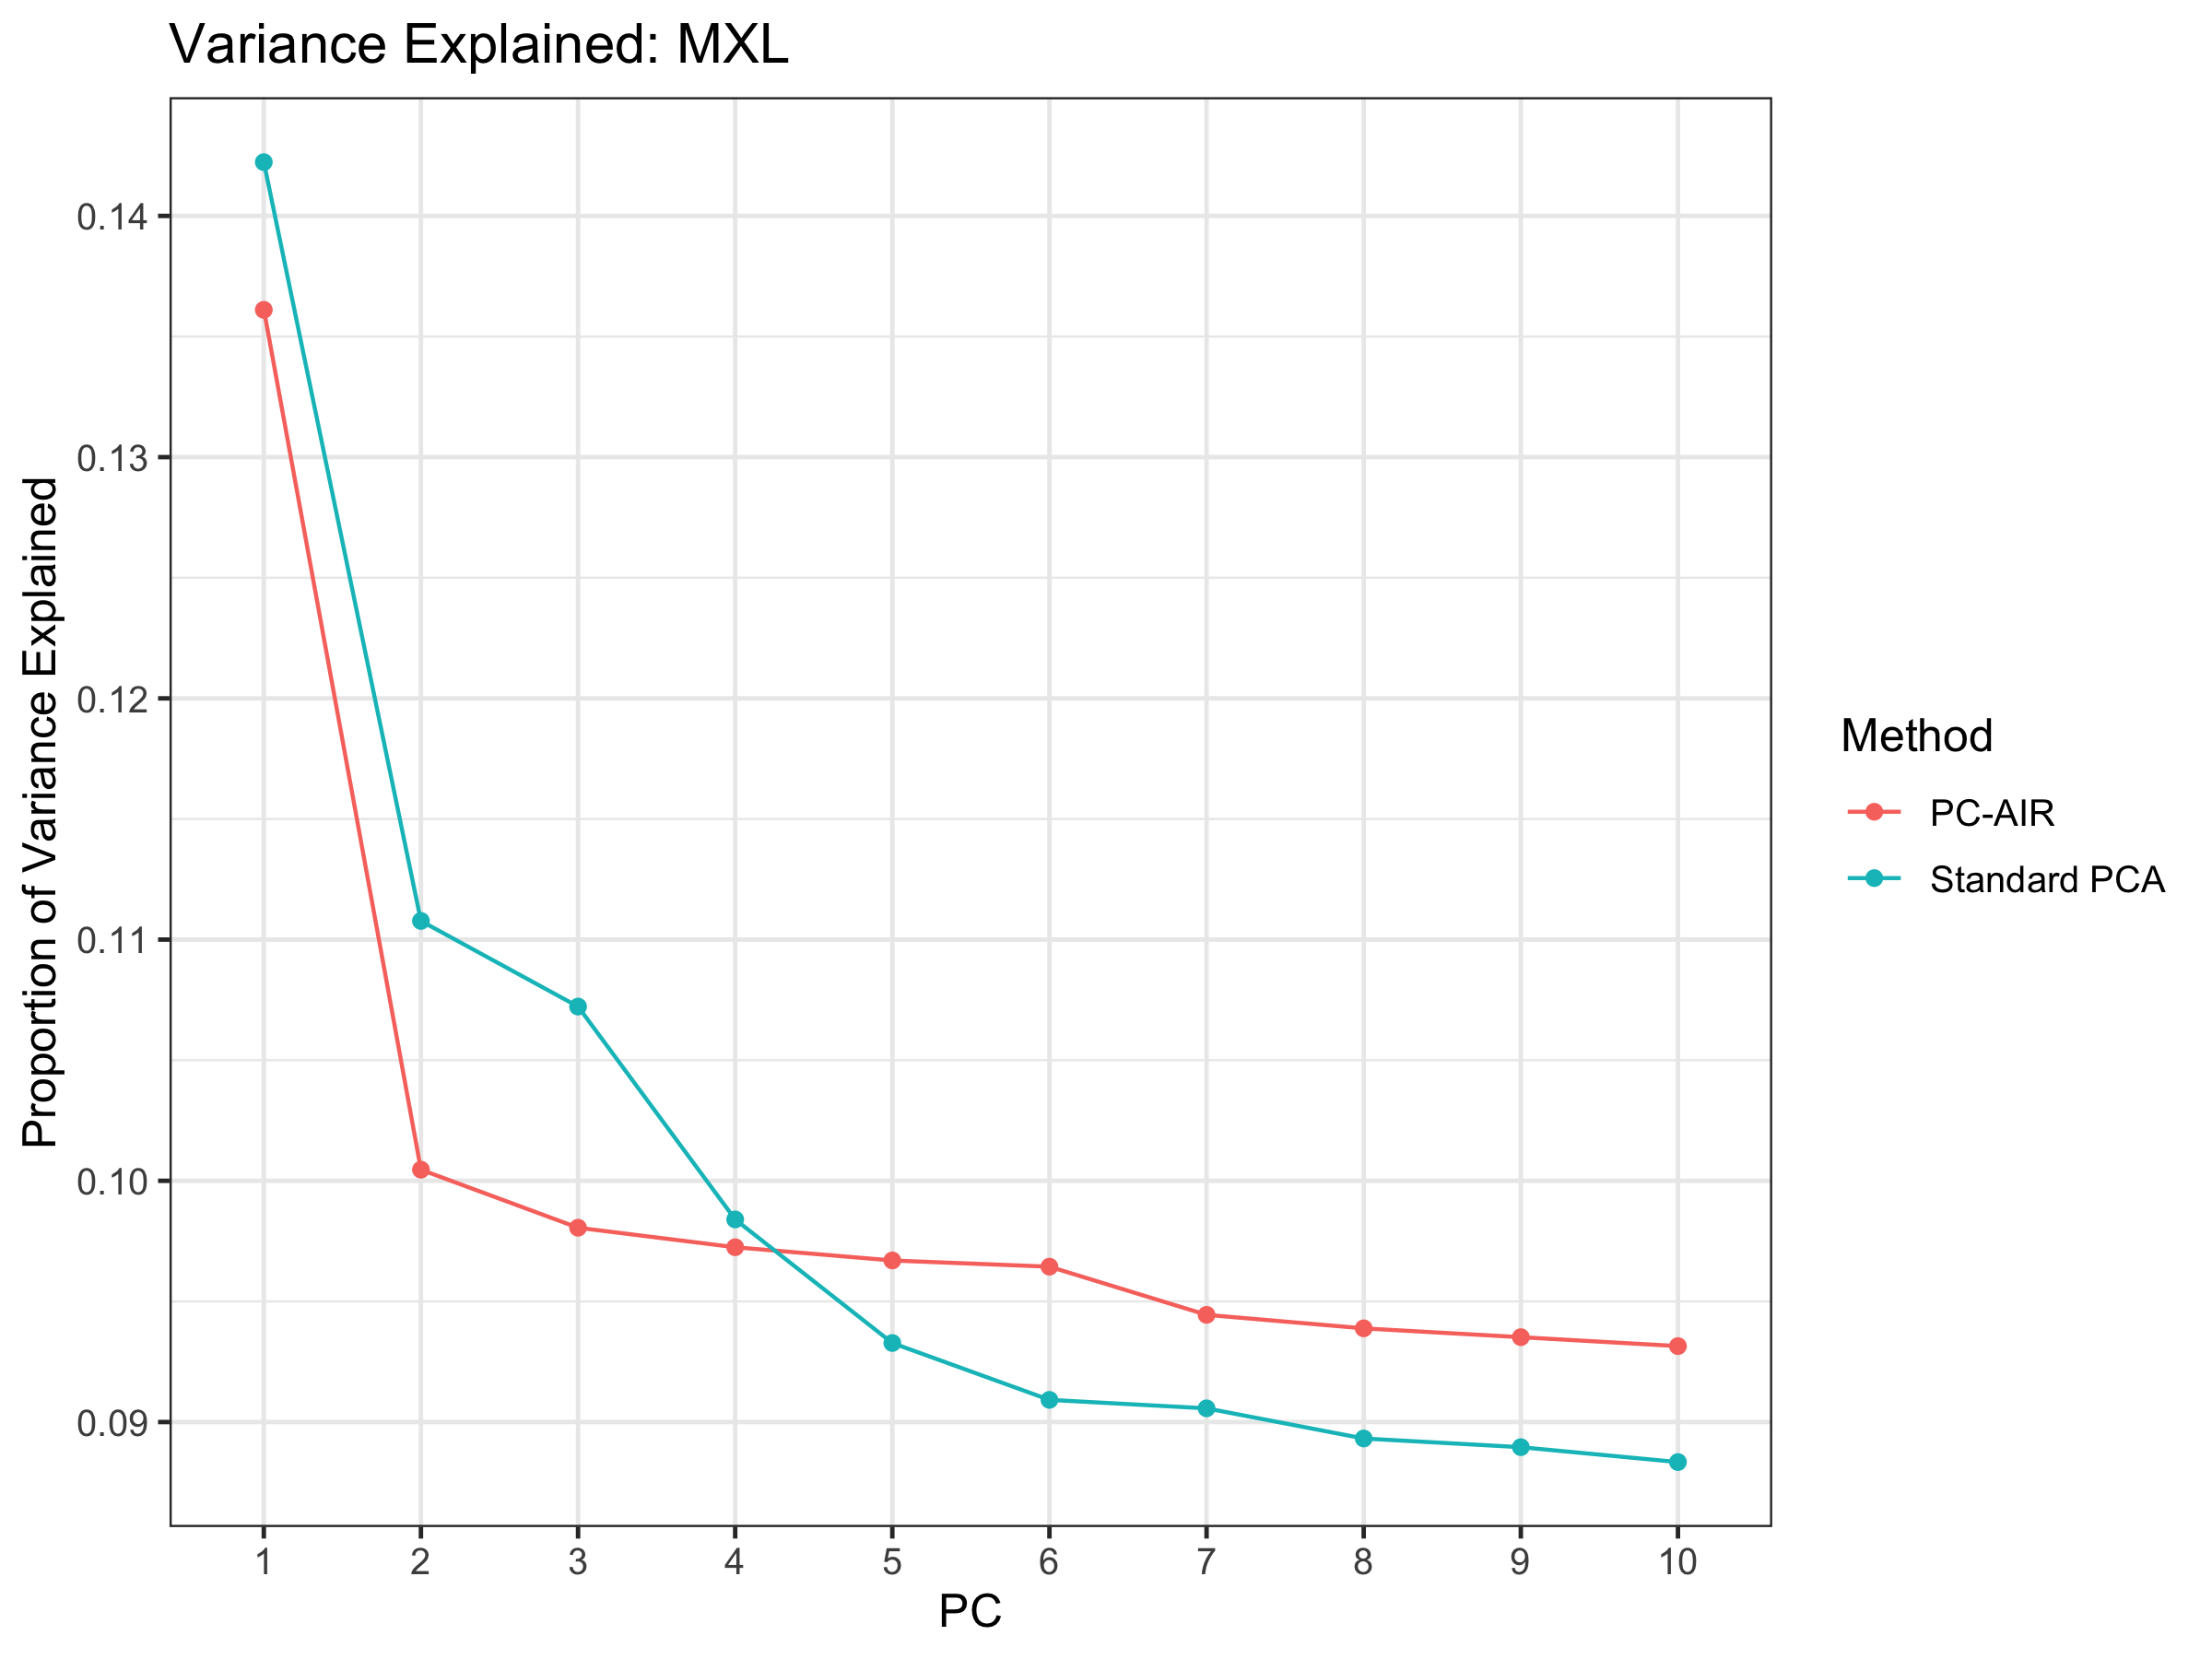 Variance Explained: MXL
Proportion of Variance Explained
0.14
0.13
0.12
0.11
0.10
0.09
1 2 3 4 5 6 7 8 9 10
PC
Method
PC-AIR
Standard PCA